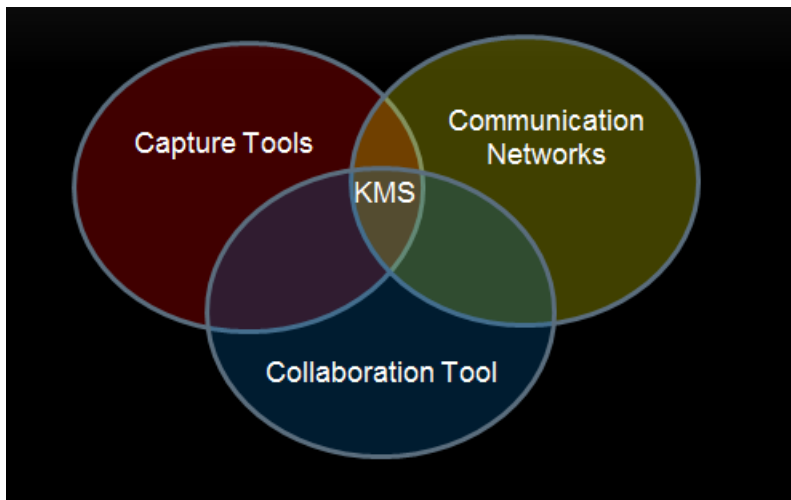 Capture Tools
Communication
Networks
KMS
Collaboration Tool